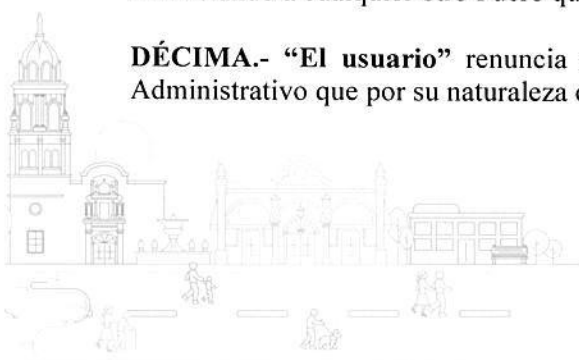 DÉCIMA.- “El usuario” renuncia
Administrativo que por su naturaleza